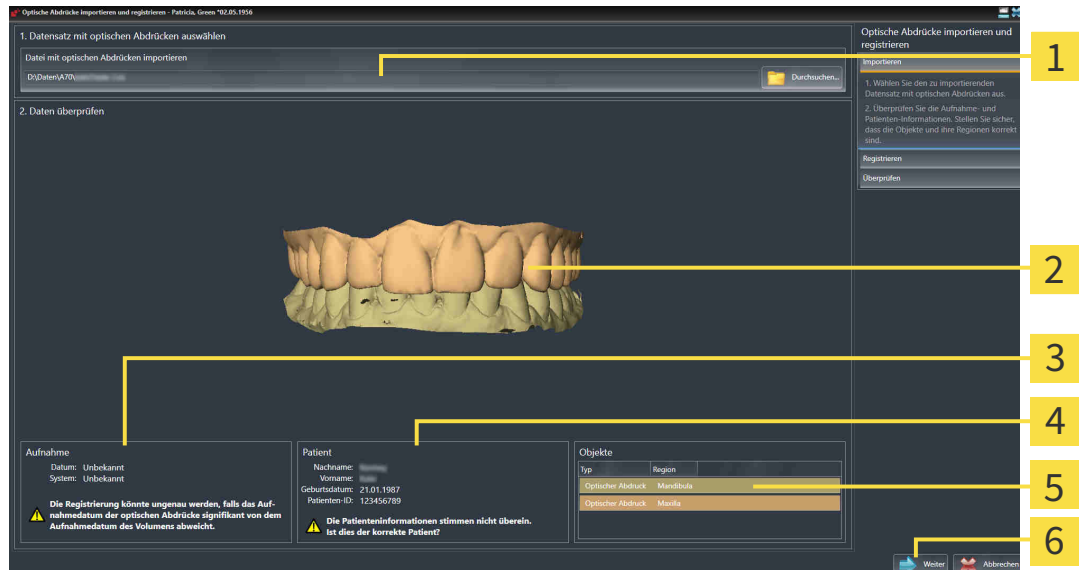 Optische Abdrücke importieren und registrieren - Patricia, Green *02.05.1956
1. Datensatz mit optischen Abdrücken auswählen
Datei mit optischen Abdrücken importieren
D:\Daten\A70\
Durchsuchen...
2. Daten überprüfen
Aufnahme
Datum: Unbekannt
System: Unbekannt
Die Registrierung könnte ungenau werden, falls das Auf-
nahmedatum der optischen Abdrücke signifikant von dem
Aufnahmedatum des Volumens abweicht.
Patient
Nachname:
Vorname:
Geburtsdatum: 21.01.1987
Patienten-ID: 123456789
Die Patienteninformationen stimmen nicht überein.
Ist dies der korrekte Patient?
Objekte
Typ Region
Optischer Abdruck Mandibula
Optischer Abdruck Maxilla
Optische Abdrücke importieren und
registrieren
Importieren
1. Wählen Sie den zu importierenden
Datensatz mit optischen Abdrücken aus.
2. Überprüfen Sie die Aufnahme- und
Patienten-Informationen. Stellen Sie sicher,
dass die Objekte und ihre Regionen korrekt
sind.
Registrieren
Überprüfen
Weiter
Abbrechen
1
2
3
4
5
6